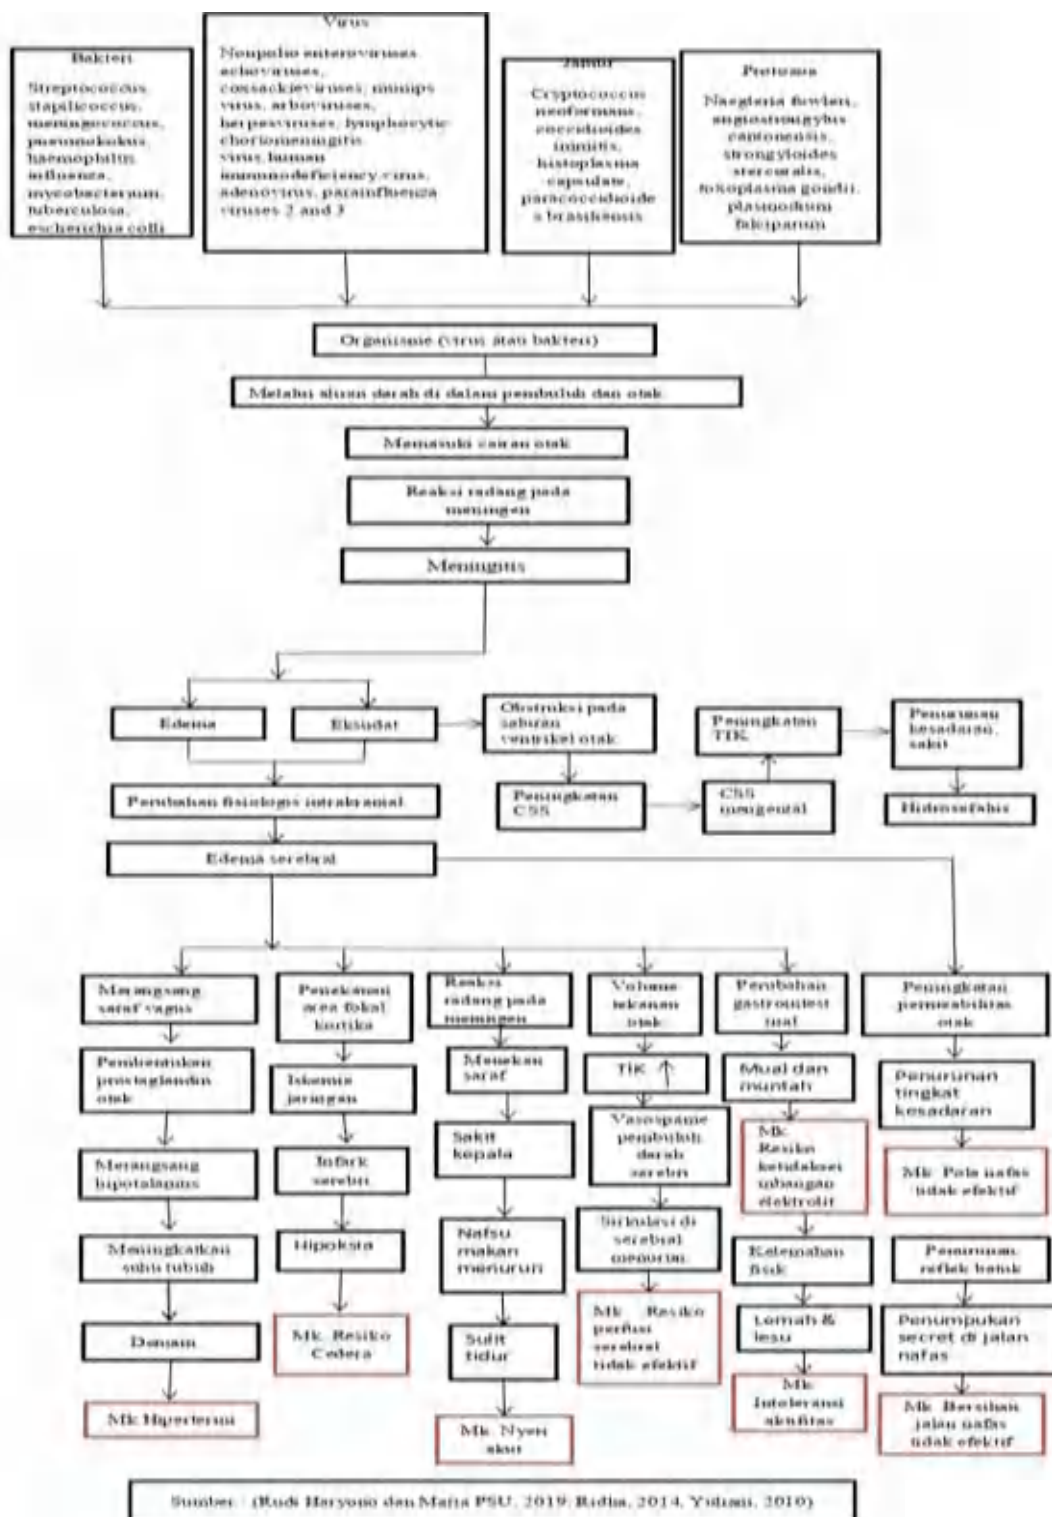 Bakteri
Streptococcus,
stapilicoccus,
meningococcus,
pneumokokus,
haemophilus
influenza,
mycobacterium,
tuberculosa,
escherichia colli
Virus
Nonpolio enteroviruses
echoviruses,
cossackieviruses, mumps
virus, arboviruses,
herpesviruses, lymphocytic
choriomeningitis
virus, human
immunodeficiency virus,
adenovirus, parainfluenza
viruses 2 and 3
Jamur
Cryptococcus
neoformans,
coccidioides
immitis,
histoplasma
capsulate,
paracoccidioide
s brasiliensis
Protozoa
Naegleria fowleri,
angiostrongylus
cantonensis,
strongyloides
stercoralis,
toxoplasma gondii,
plasmodium
falciparum
Organisme (virus atau bakteri)
Melalui aliran darah di dalam pembuluh dan otak
Memasuki cairan otak
Reaksi radang pada
meningen
Meningitis
Edema
Eksudat
Obstruksi pada
saluran
ventrikel otak
Peningkatan
CSS
CSS
mengental
Peningkatan
TIK
Penurunan
kesadaran,
sakit
Hidrosefalus
Perubahan fisiologis intrakranial
Edema serebral
Merangsang
saraf vagus
Pembentukan
prostaglandin
otak
Merangsang
hipotalamus
Meningkatkan
suhu tubuh
Demam
Mk Hipertermi
Penekanan
area fokal
kortika
Iskemia
jaringan
Infark
serebri
Hipoksia
Mk. Resiko
Cedera
Reaksi
radang pada
meningen
Menekan
saraf
Sakit
kepala
Nafsu
makan
menurun
Sulit
tidur
Mk. Nyeri
akut
Volume
tekanan
otak
TIK ↑
Vasospame
pembuluh
darah
serebri
Sirkulasi di
serebral
menurun
Mk. Resiko
perfusi
serebral
tidak efektif
Perubahan
gastrointest
inal
Mual dan
muntah
Mk
Resiko
ketidaksei
mbangan
elektrolit
Kelemahan
fisik
Lemah &
lesu
Mk
Intoleransi
aktifitas
Peningkatan
permeabilitas
otak
Penurunan
tingkat
kesadaran
Mk Pola nafas
tidak efektif
Penurunan
reflek batuk
Penumpukan
secret di jalan
nafas
Mk. Bersihan
jalan nafas
tidak efektif
Sumber : (Rudi Haryono dan Maria PSU, 2019; Ridha, 2014, Yuliani, 2010)